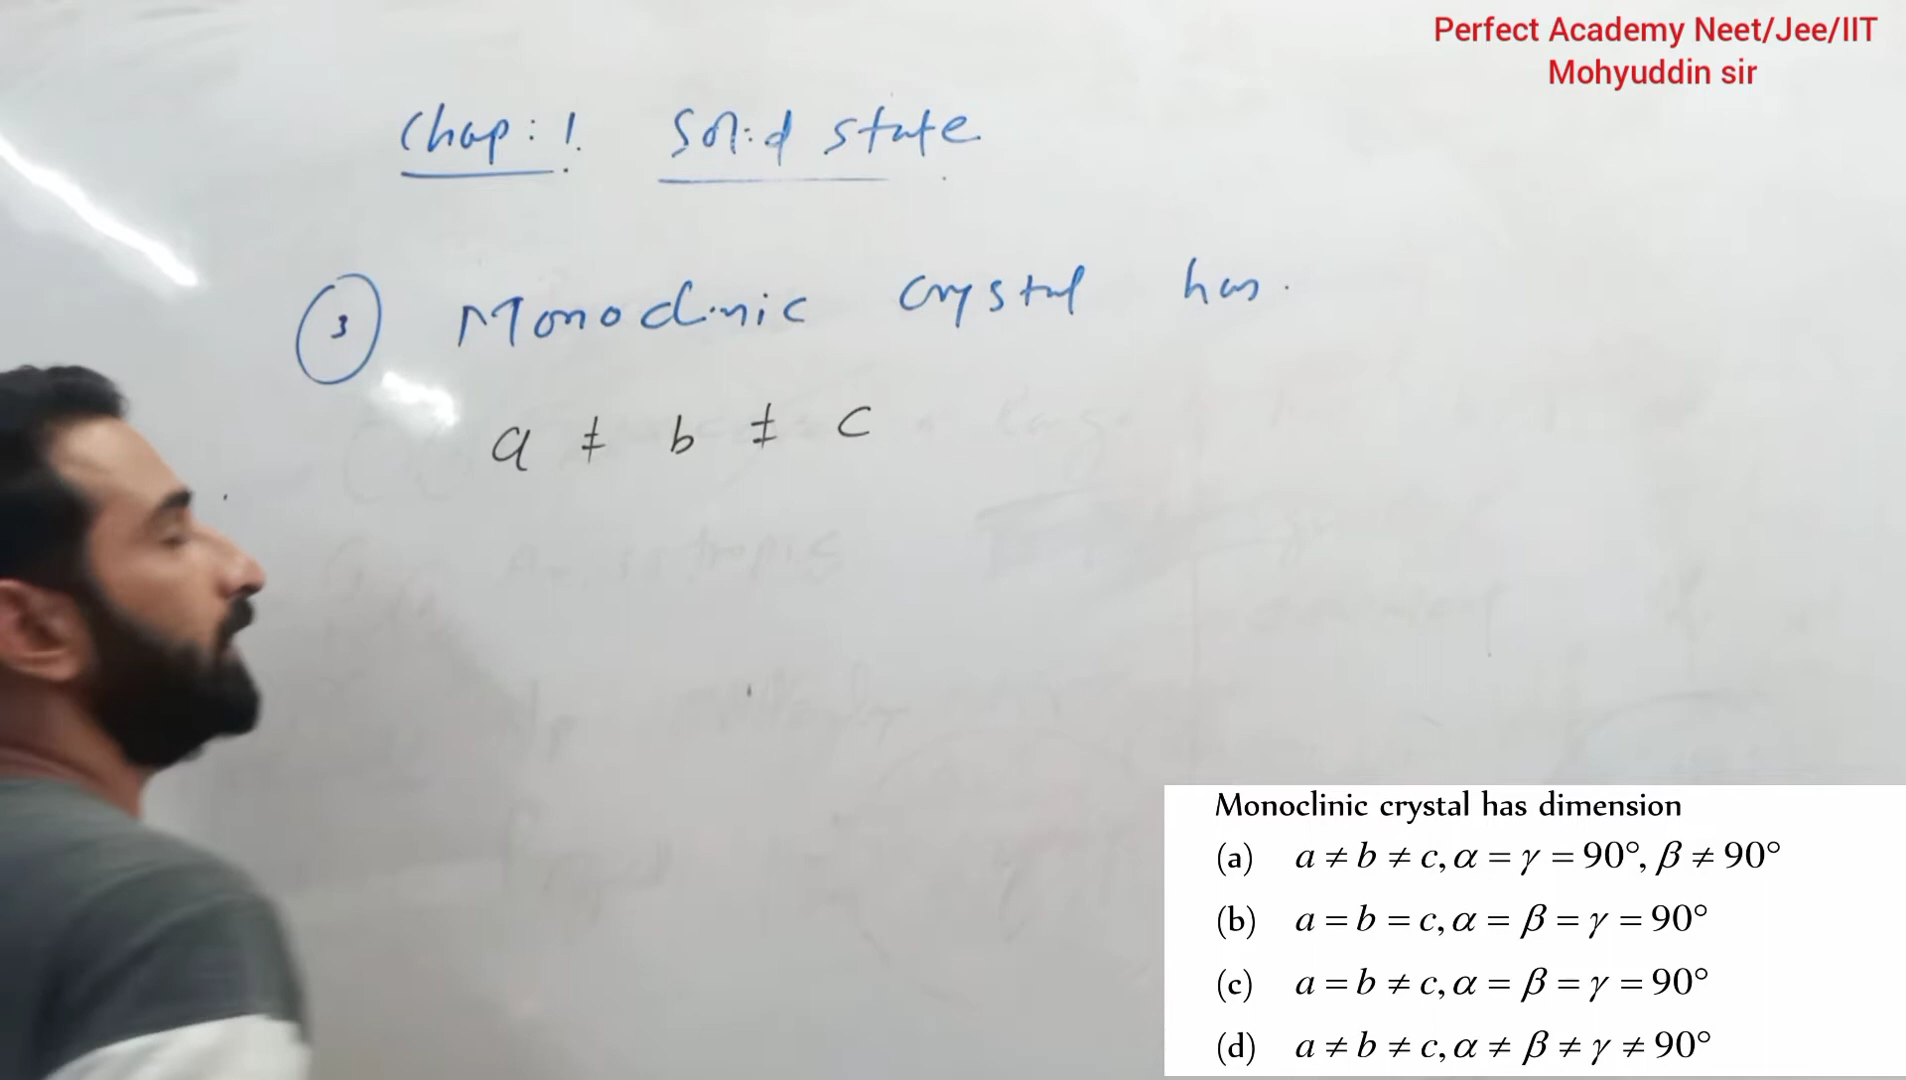 Perfect Academy Neet/Jee/IIT
Mohyuddin sir
Chap: 1. Solid state
3 Monoclinic crystal has.
a ≠ b ≠ c
Monoclinic crystal has dimension
(a) a ≠ b ≠ c, α = γ = 90°, β ≠ 90°
(b) a = b = c, α = β = γ = 90°
(c) a = b ≠ c, α = β = γ = 90°
(d) a ≠ b ≠ c, α ≠ β ≠ γ ≠ 90°